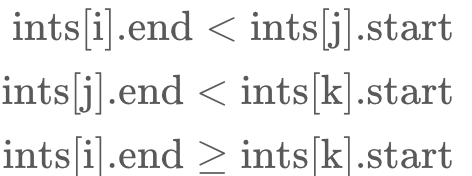 ints[i].end < ints[j].start
ints[j].end < ints[k].start
ints[i].end ≥ ints[k].start